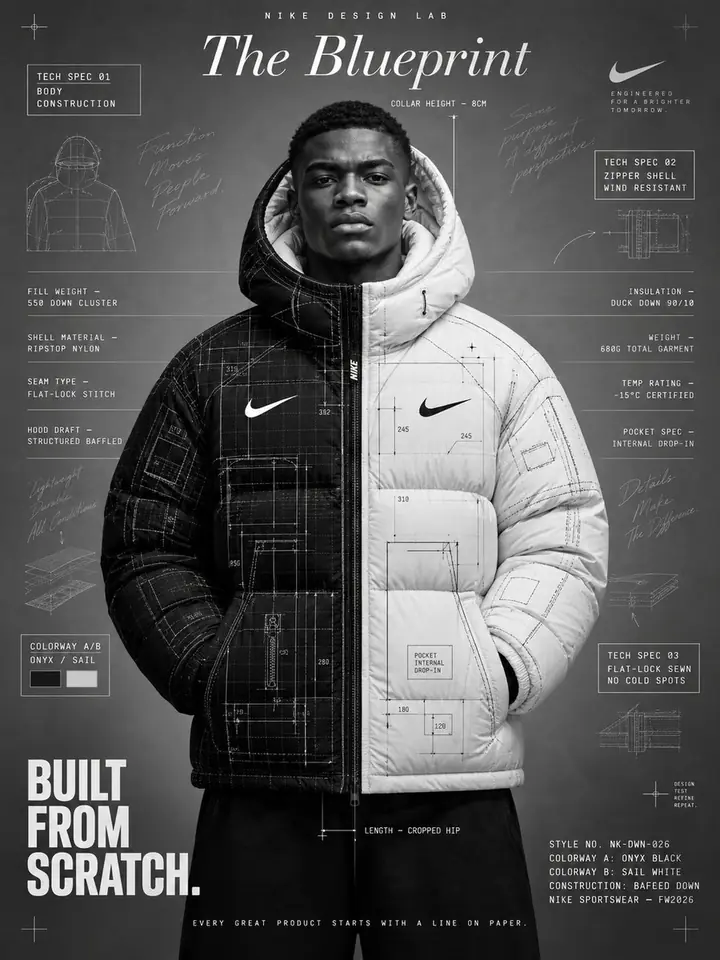 NIKE DESIGN LAB
The Blueprint
TECH SPEC 01
BODY
CONSTRUCTION
COLLAR HEIGHT — 8CM
ENGINEERED
FOR A BRIGHTER
TOMORROW.
Function
Moves
People
Forward.
Same
purpose.
A different
perspective.
TECH SPEC 02
ZIPPER SHELL
WIND RESISTANT
FILL WEIGHT —
550 DOWN CLUSTER
INSULATION —
DUCK DOWN 90/10
SHELL MATERIAL —
RIPSTOP NYLON
WEIGHT —
680G TOTAL GARMENT
SEAM TYPE —
FLAT-LOCK STITCH
TEMP RATING —
-15°C CERTIFIED
HOOD DRAFT —
STRUCTURED BAFFLED
POCKET SPEC —
INTERNAL DROP-IN
NIKE
319
392
245
245
310
Lightweight
Durable
All Conditions
Details
Make
The Difference.
280
POCKET
INTERNAL
DROP-IN
180
128
COLORWAY A/B
ONYX / SAIL
TECH SPEC 03
FLAT-LOCK SEWN
NO COLD SPOTS
BUILT
FROM
SCRATCH.
DESIGN
TEST
REFINE
REPEAT.
LENGTH — CROPPED HIP
STYLE NO. NK-DWN-026
COLORWAY A: ONYX BLACK
COLORWAY B: SAIL WHITE
CONSTRUCTION: BAFEED DOWN
NIKE SPORTSWEAR — FW2026
EVERY GREAT PRODUCT STARTS WITH A LINE ON PAPER.